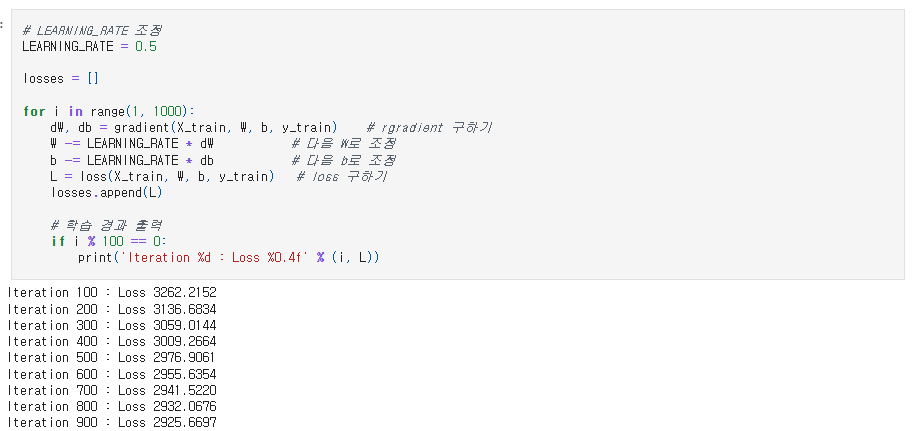 :
# LEARNING_RATE 조정
LEARNING_RATE = 0.5
losses = []
for i in range(1, 1000):
    dW, db = gradient(X_train, W, b, y_train)    # rgradient 구하기
    W -= LEARNING_RATE * dW    # 다음 W로 조정
    b -= LEARNING_RATE * db    # 다음 b로 조정
    L = loss(X_train, W, b, y_train)    # loss 구하기
    losses.append(L)
    # 학습 경과 출력
    if i % 100 == 0:
        print('Iteration %d : Loss %0.4f' % (i, L))
Iteration 100 : Loss 3262.2152
Iteration 200 : Loss 3136.6834
Iteration 300 : Loss 3059.0144
Iteration 400 : Loss 3009.2664
Iteration 500 : Loss 2976.9061
Iteration 600 : Loss 2955.6354
Iteration 700 : Loss 2941.5220
Iteration 800 : Loss 2932.0676
Iteration 900 : Loss 2925.6697